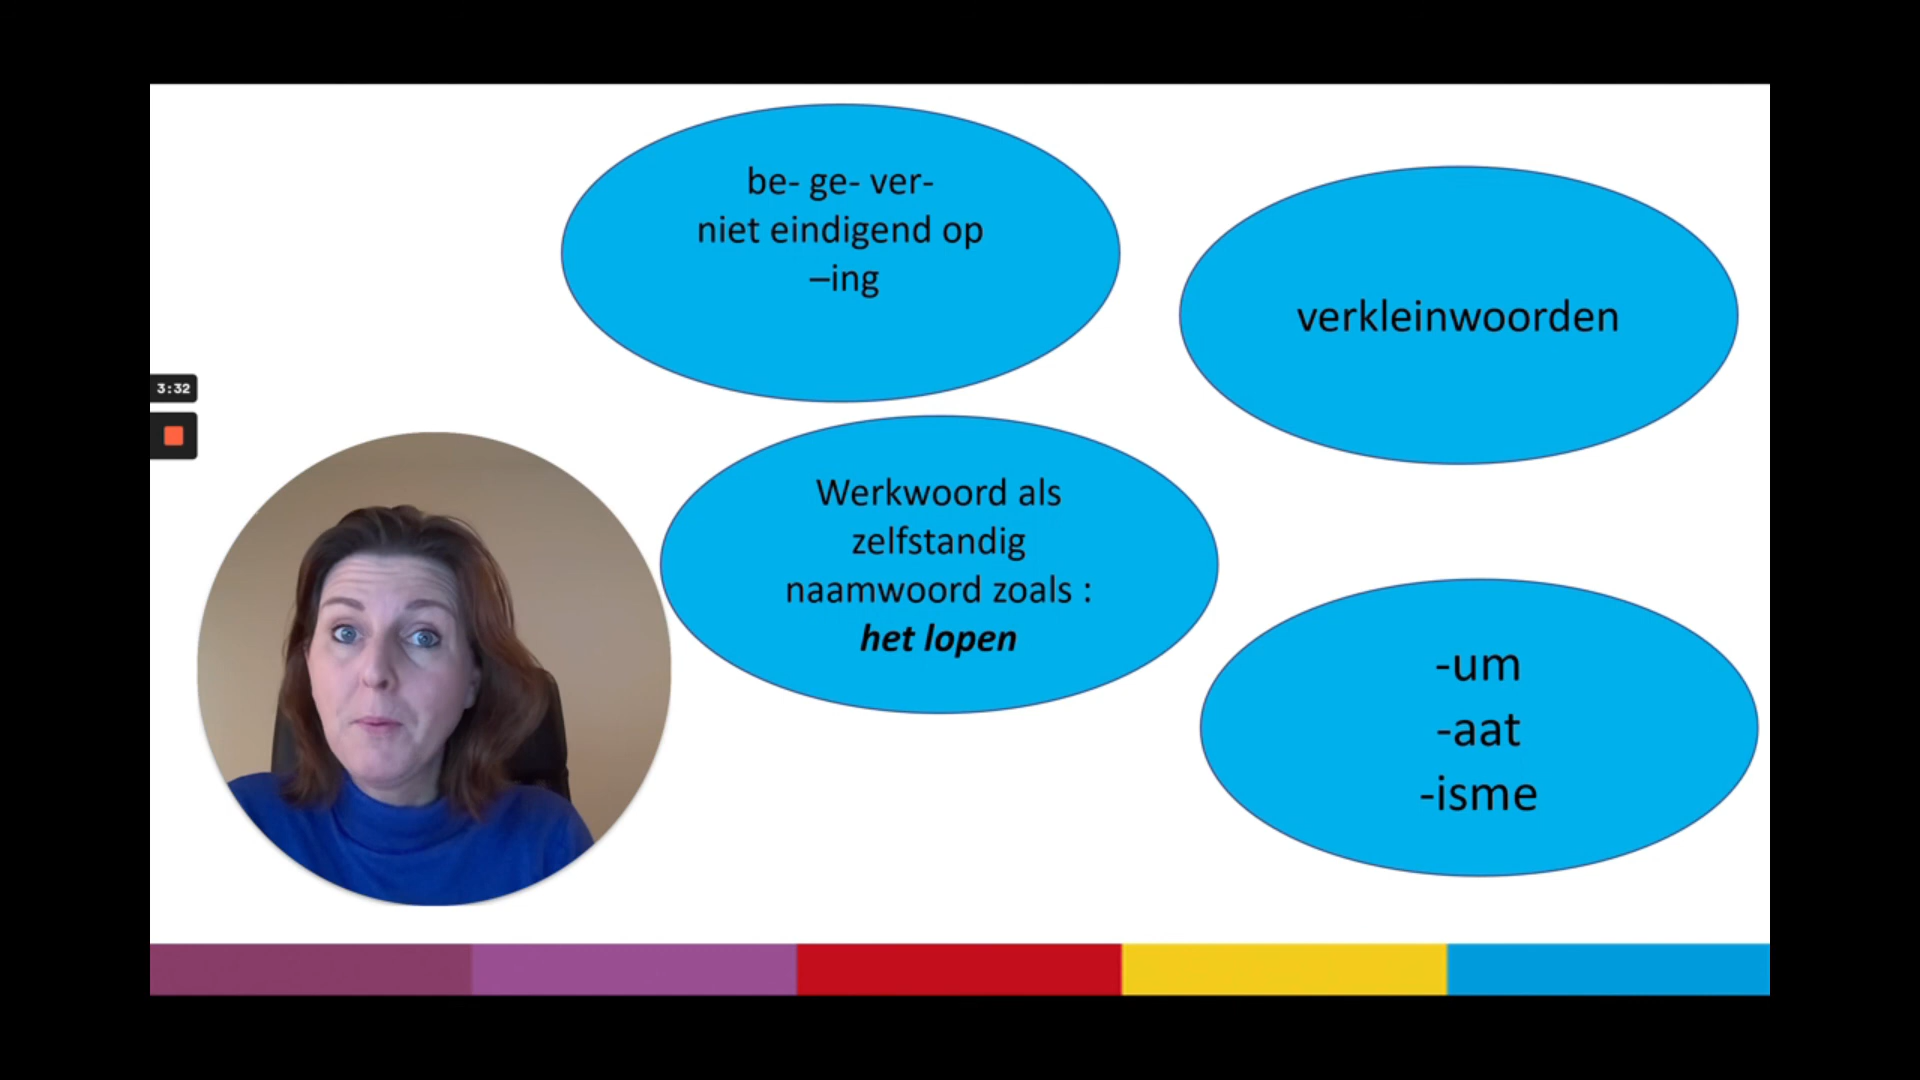 be- ge- ver-
niet eindigend op
–ing
verkleinwoorden
3:32
Werkwoord als
zelfstandig
naamwoord zoals :
het lopen
-um
-aat
-isme